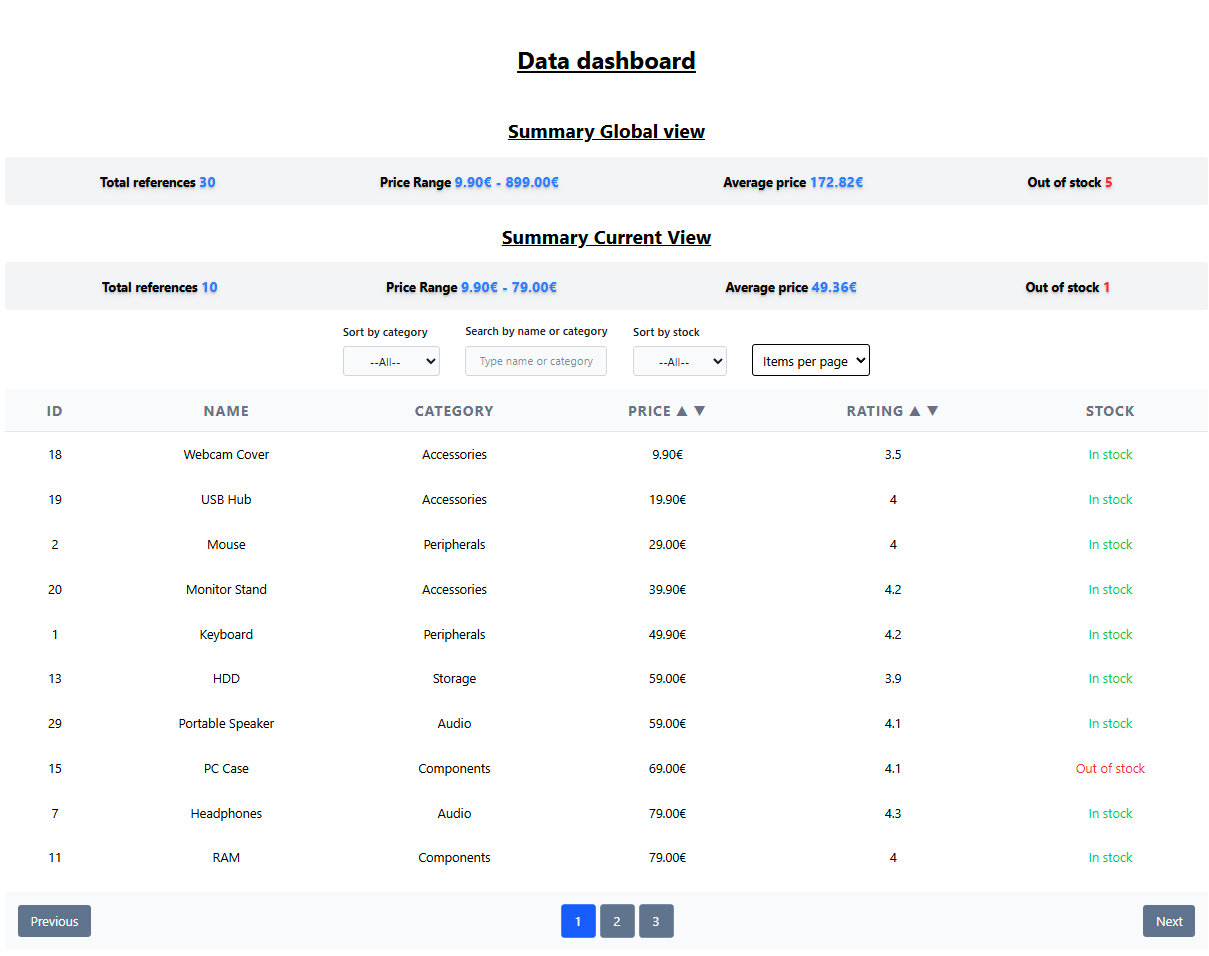 Data dashboard
Summary Global view
Total references 30 Price Range 9.90€ - 899.00€ Average price 172.82€ Out of stock 5
Summary Current View
Total references 10 Price Range 9.90€ - 79.00€ Average price 49.36€ Out of stock 1
Sort by category Search by name or category Sort by stock
--All-- Type name or category --All-- Items per page
ID NAME CATEGORY PRICE ▲ ▼ RATING ▲ ▼ STOCK
18 Webcam Cover Accessories 9.90€ 3.5 In stock
19 USB Hub Accessories 19.90€ 4 In stock
2 Mouse Peripherals 29.00€ 4 In stock
20 Monitor Stand Accessories 39.90€ 4.2 In stock
1 Keyboard Peripherals 49.90€ 4.2 In stock
13 HDD Storage 59.00€ 3.9 In stock
29 Portable Speaker Audio 59.00€ 4.1 In stock
15 PC Case Components 69.00€ 4.1 Out of stock
7 Headphones Audio 79.00€ 4.3 In stock
11 RAM Components 79.00€ 4 In stock
Previous 1 2 3 Next